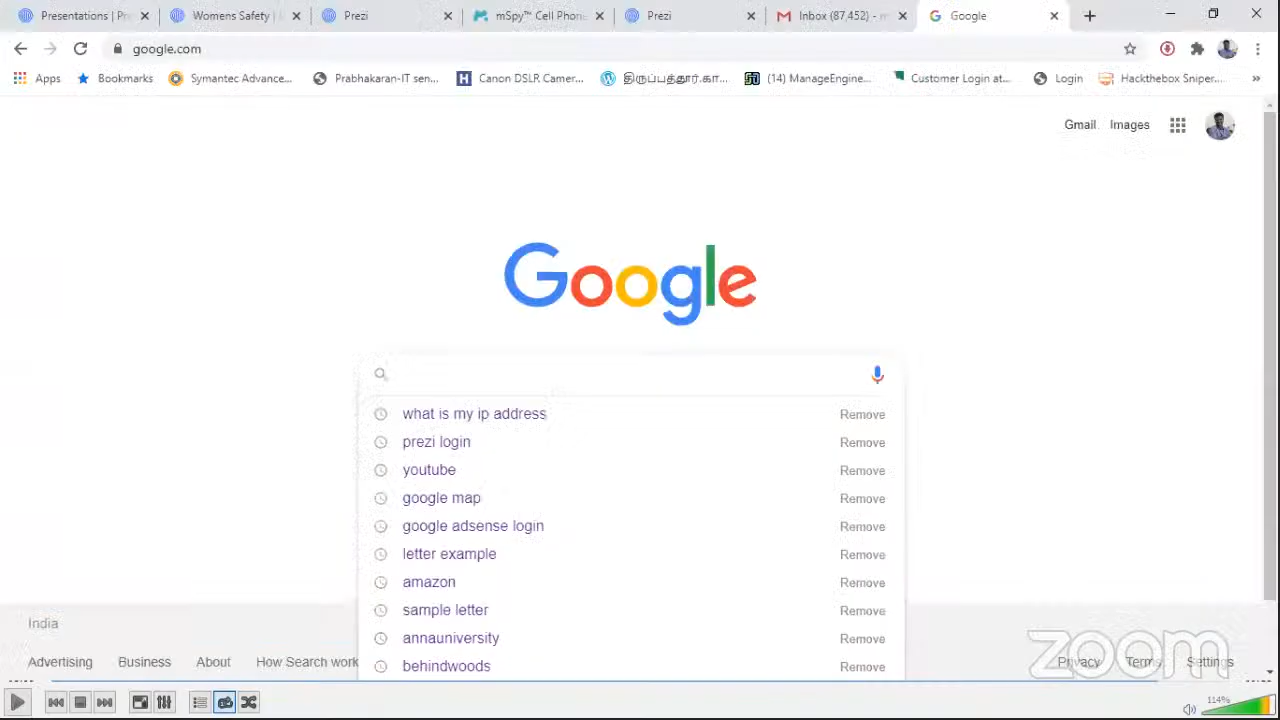 Presentations | Pr
Womens Safety |
Prezi
mSpy™ Cell Phon
Prezi
Inbox (87,452) - m
Google
google.com
Apps
Bookmarks
Symantec Advance...
Prabhakaran-IT sen...
Canon DSLR Camer...
திருப்பத்தூர்.கா...
(14) ManageEngine...
Customer Login at...
Login
Hackthebox Sniper...
»
Gmail
Images
Google
what is my ip address Remove
prezi login Remove
youtube Remove
google map Remove
google adsense login Remove
letter example Remove
amazon Remove
sample letter Remove
annauniversity Remove
behindwoods Remove
India
Advertising
Business
About
How Search work
Privacy
Terms
Settings
zoom
114%